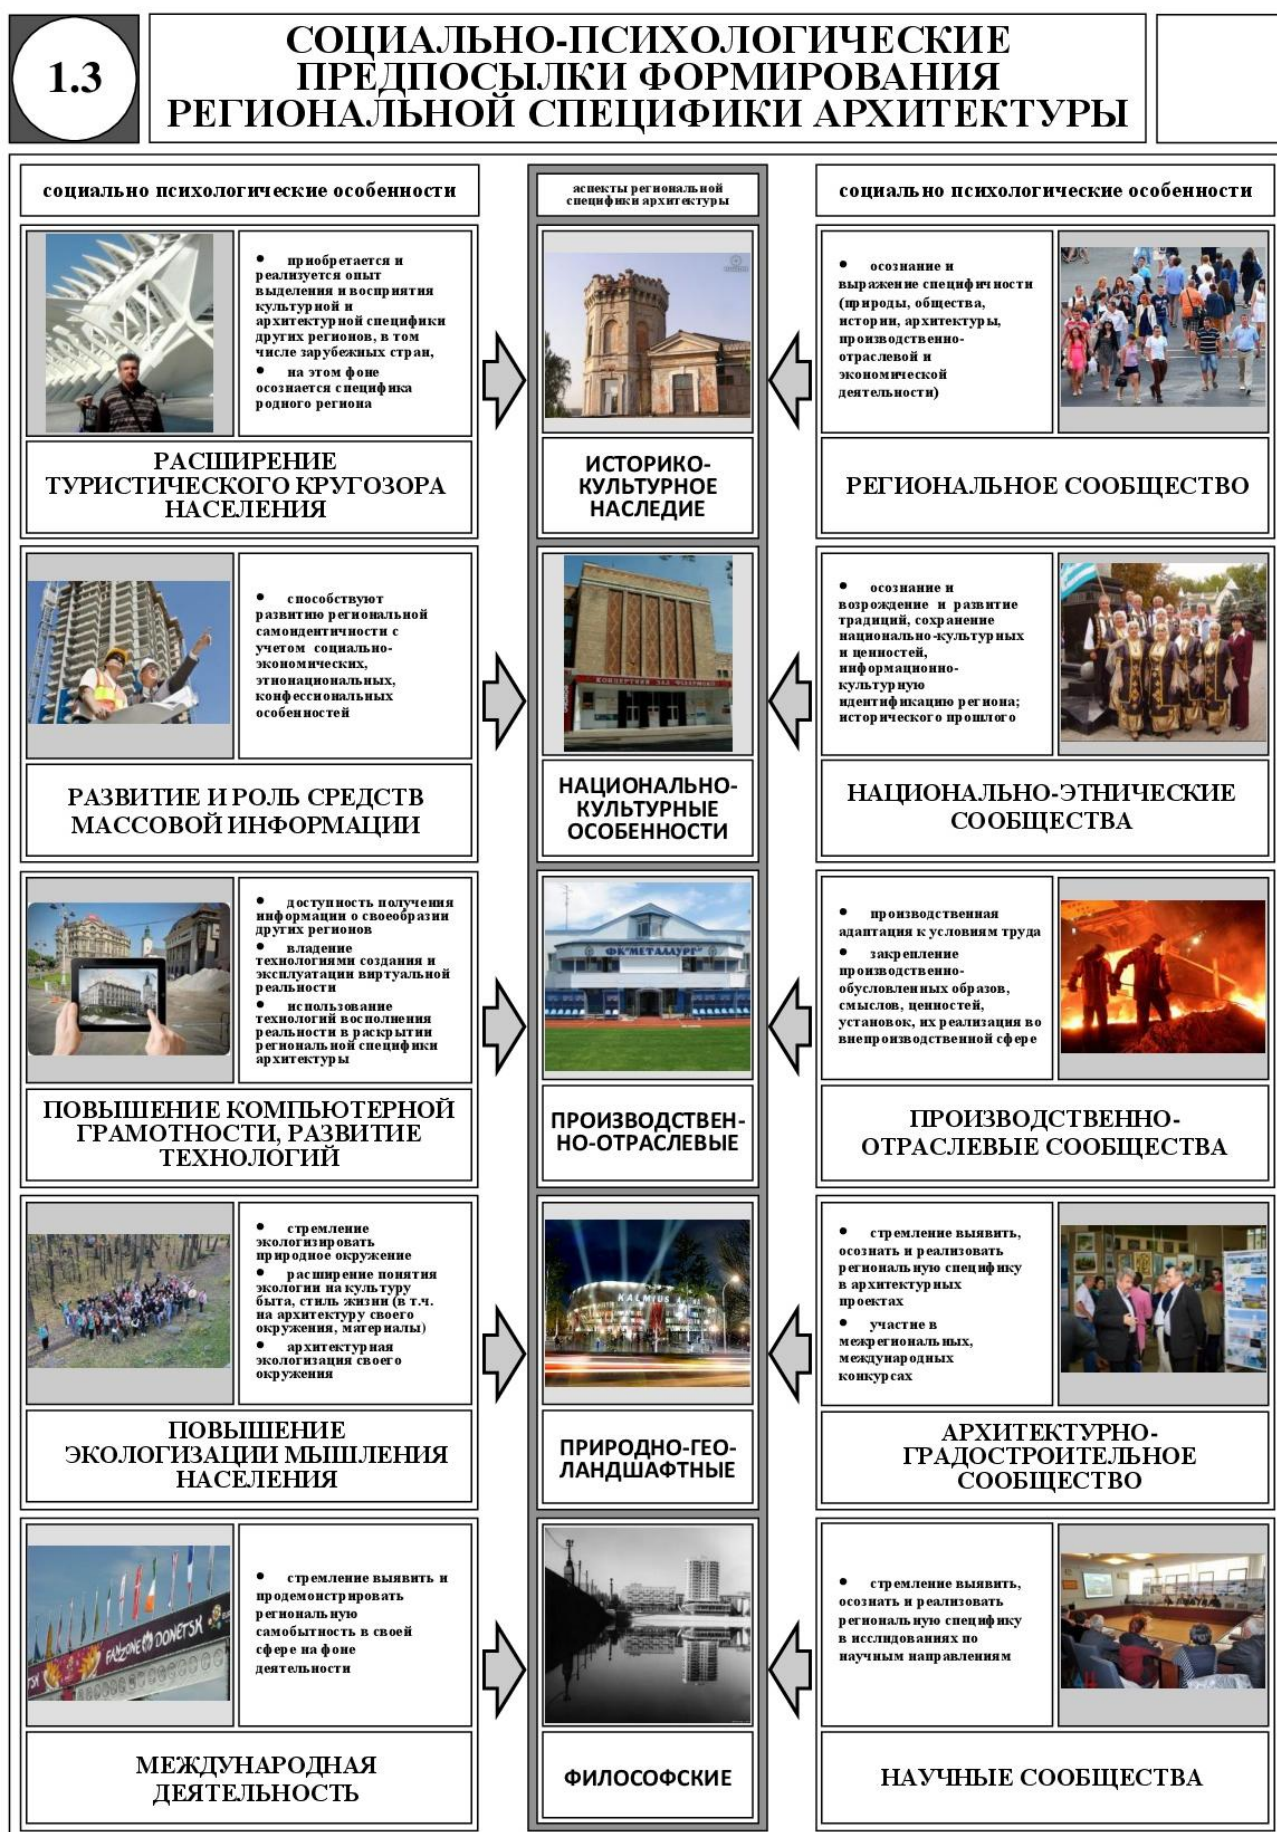 1.3
СОЦИАЛЬНО-ПСИХОЛОГИЧЕСКИЕ
ПРЕДПОСЫЛКИ ФОРМИРОВАНИЯ
РЕГИОНАЛЬНОЙ СПЕЦИФИКИ АРХИТЕКТУРЫ
социально психологические особенности
аспекты региональной
специфики архитектуры
социально психологические особенности
• приобретается и
реализуется опыт
выделения и восприятия
культурной и
архитектурной специфики
других регионов, в том
числе зарубежных стран,
• на этом фоне
осознается специфика
родного региона
РАСШИРЕНИЕ
ТУРИСТИЧЕСКОГО КРУГОЗОРА
НАСЕЛЕНИЯ
ИСТОРИКО-
КУЛЬТУРНОЕ
НАСЛЕДИЕ
• осознание и
выражение специфичности
(природы, общества,
истории, архитектуры,
производственно-
отраслевой и
экономической
деятельности)
РЕГИОНАЛЬНОЕ СООБЩЕСТВО
• способствуют
развитию региональной
самоидентичности с
учетом социально-
экономических,
этнонациональных,
конфессиональных
особенностей
РАЗВИТИЕ И РОЛЬ СРЕДСТВ
МАССОВОЙ ИНФОРМАЦИИ
КОНЦЕРТНИЙ ЗАЛ ФІЛАРМОНІЇ
НАЦИОНАЛЬНО-
КУЛЬТУРНЫЕ
ОСОБЕННОСТИ
• осознание и
возрождение и развитие
традиций, сохранение
национально-культурных
и ценностей,
информационно-
культурную
идентификацию региона;
исторического прошлого
НАЦИОНАЛЬНО-ЭТНИЧЕСКИЕ
СООБЩЕСТВА
• доступность получения
информации о своеобразии
других регионов
• владение
технологиями создания и
эксплуатации виртуальной
реальности
• использование
технологий восполнения
реальности в раскрытии
региональной специфики
архитектуры
ПОВЫШЕНИЕ КОМПЬЮТЕРНОЙ
ГРАМОТНОСТИ, РАЗВИТИЕ
ТЕХНОЛОГИЙ
ФК"МЕТАЛЛУРГ"
ПРОИЗВОДСТВЕН-
НО-ОТРАСЛЕВЫЕ
• производственная
адаптация к условиям труда
• закрепление
производственно-
обусловленных образов,
смыслов, ценностей,
установок, их реализация во
внепроизводственной сфере
ПРОИЗВОДСТВЕННО-
ОТРАСЛЕВЫЕ СООБЩЕСТВА
• стремление
экологизировать
природное окружение
• расширение понятия
экологии на культуру
быта, стиль жизни (в т.ч.
на архитектуру своего
окружения, материалы)
• архитектурная
экологизация своего
окружения
ПОВЫШЕНИЕ
ЭКОЛОГИЗАЦИИ МЫШЛЕНИЯ
НАСЕЛЕНИЯ
KALMIUS ARENA
ПРИРОДНО-ГЕО-
ЛАНДШАФТНЫЕ
• стремление выявить,
осознать и реализовать
региональную специфику
в архитектурных
проектах
• участие в
межрегиональных,
международных
конкурсах
АРХИТЕКТУРНО-
ГРАДОСТРОИТЕЛЬНОЕ
СООБЩЕСТВО
FANZONE DONETSK
• стремление выявить и
продемонстрировать
региональную
самобытность в своей
сфере на фоне
деятельности
МЕЖДУНАРОДНАЯ
ДЕЯТЕЛЬНОСТЬ
ФИЛОСОФСКИЕ
• стремление выявить,
осознать и реализовать
региональную специфику
в исслидованиях по
научным направлениям
НАУЧНЫЕ СООБЩЕСТВА